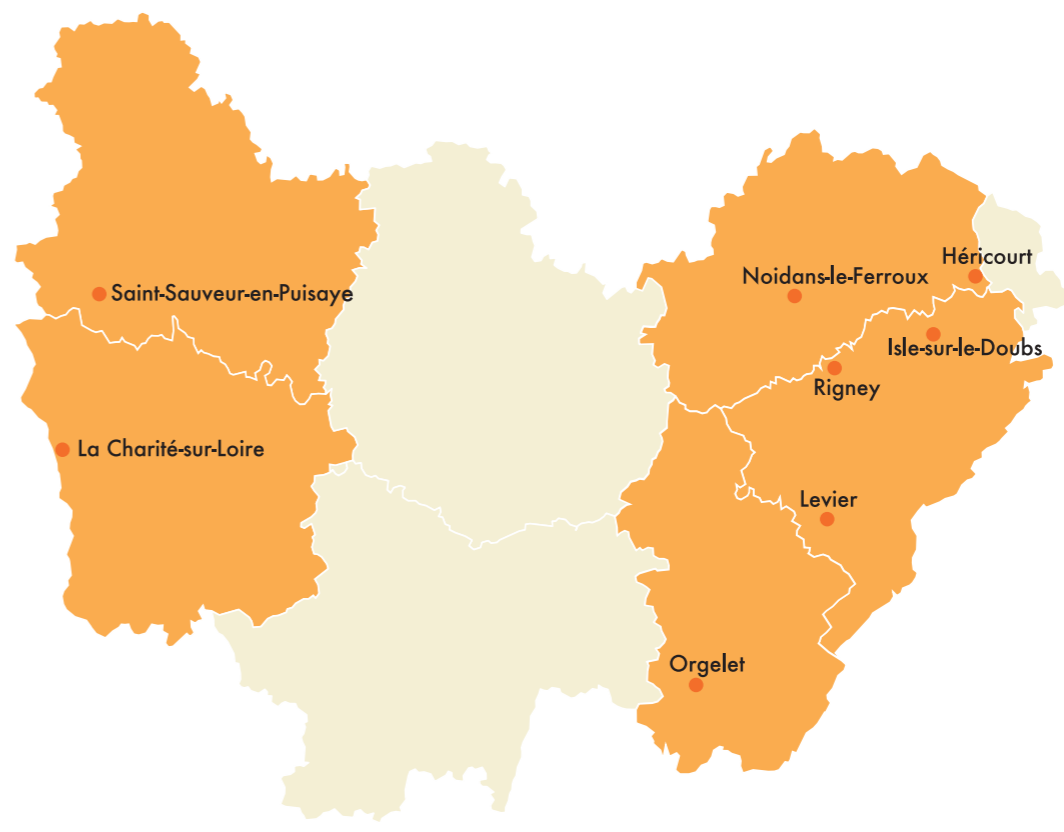 Héricourt
Noidans-le-Ferroux
Saint-Sauveur-en-Puisaye
Isle-sur-le-Doubs
Rigney
La Charité-sur-Loire
Levier
Orgelet